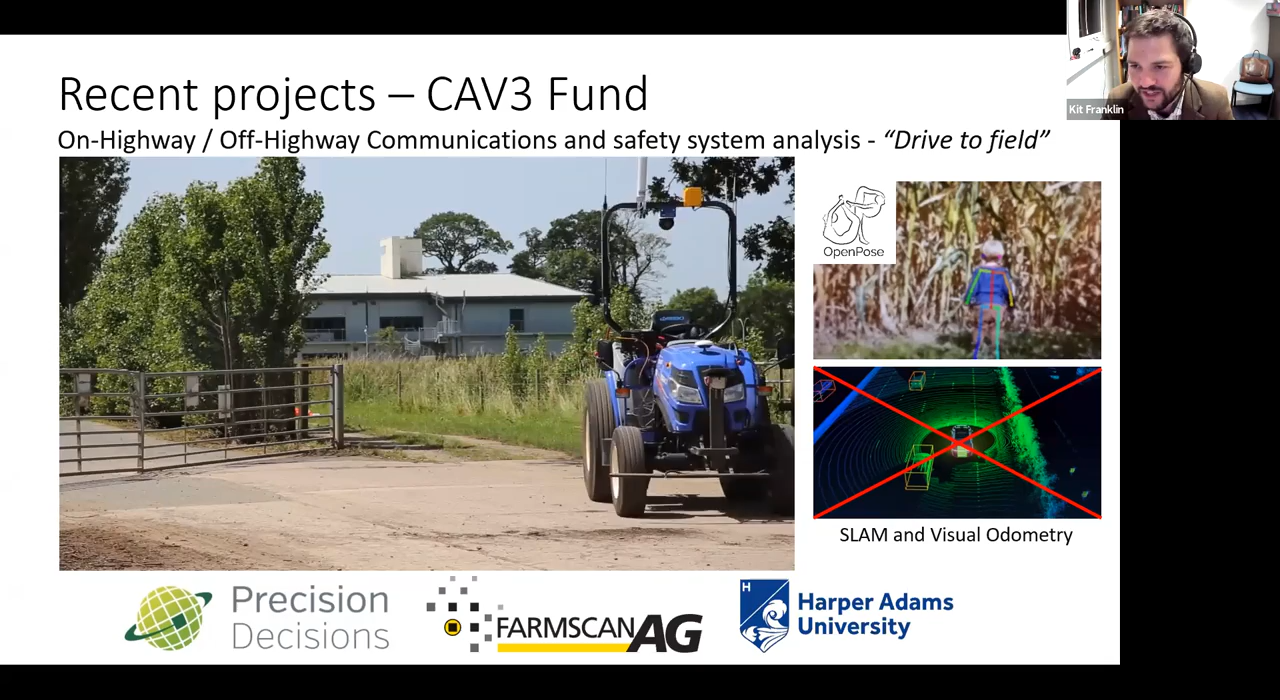 Recent projects – CAV3 Fund
Kit Franklin
On-Highway / Off-Highway Communications and safety system analysis - “Drive to field”
OpenPose
SLAM and Visual Odometry
Precision
Decisions
FARMSCANAG
H
Harper Adams
University